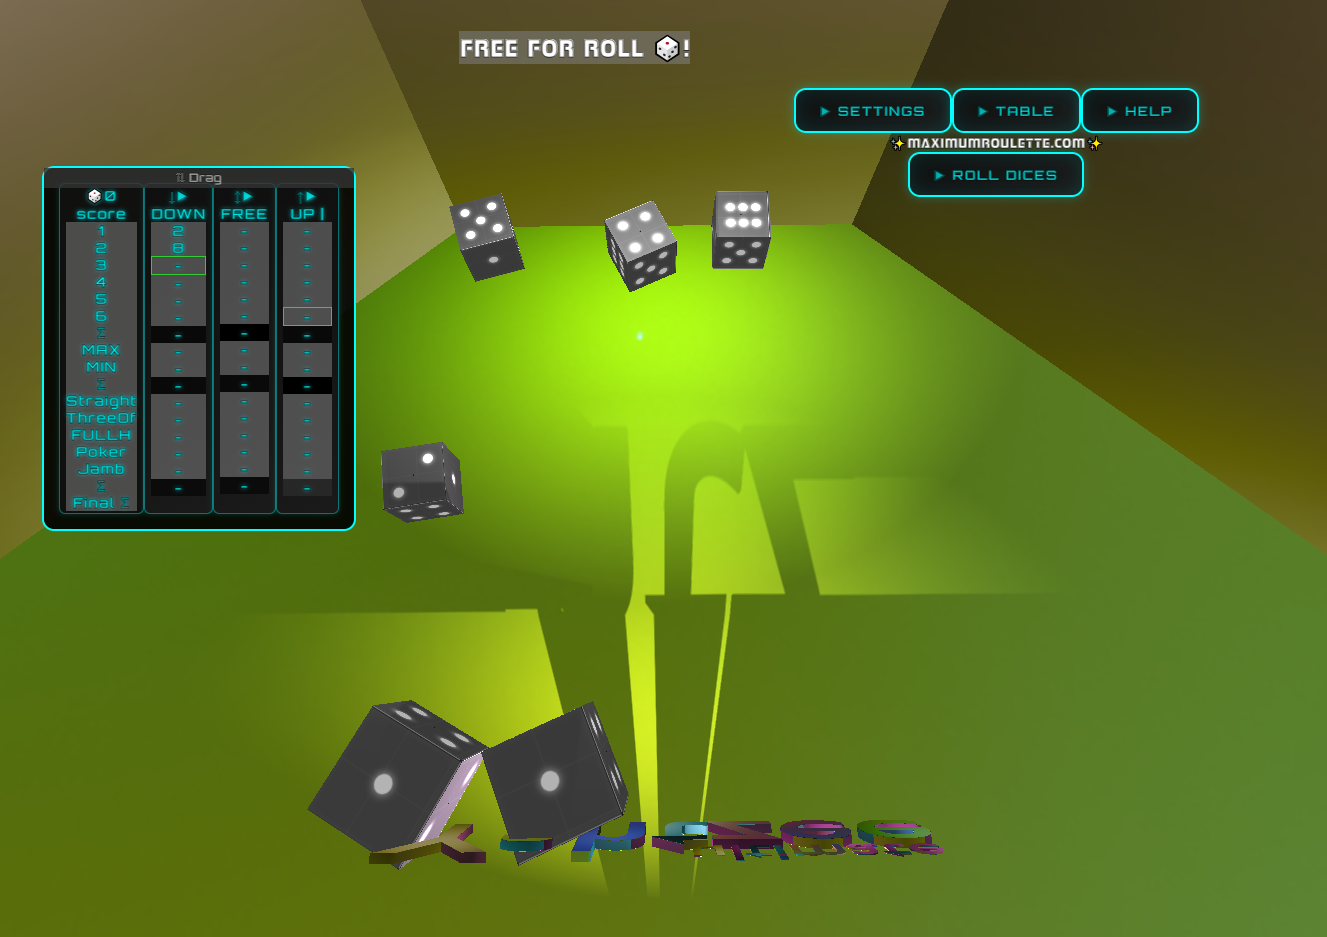 FREE FOR ROLL 🎲!
► SETTINGS ► TABLE ► HELP
✨ MAXIMUMROULETTE.COM ✨
► ROLL DICES
⇅ Drag
🎲 0 ↓► ↕► ↑►
score DOWN FREE UP |
1 2 - -
2 8 - -
3 - - -
4 - - -
5 - - -
6 - - -
Σ - - -
MAX - - -
MIN - - -
Σ - - -
Straight - - -
ThreeOf - - -
FULLH - - -
Poker - - -
Jamb - - -
Σ - - -
Final Σ